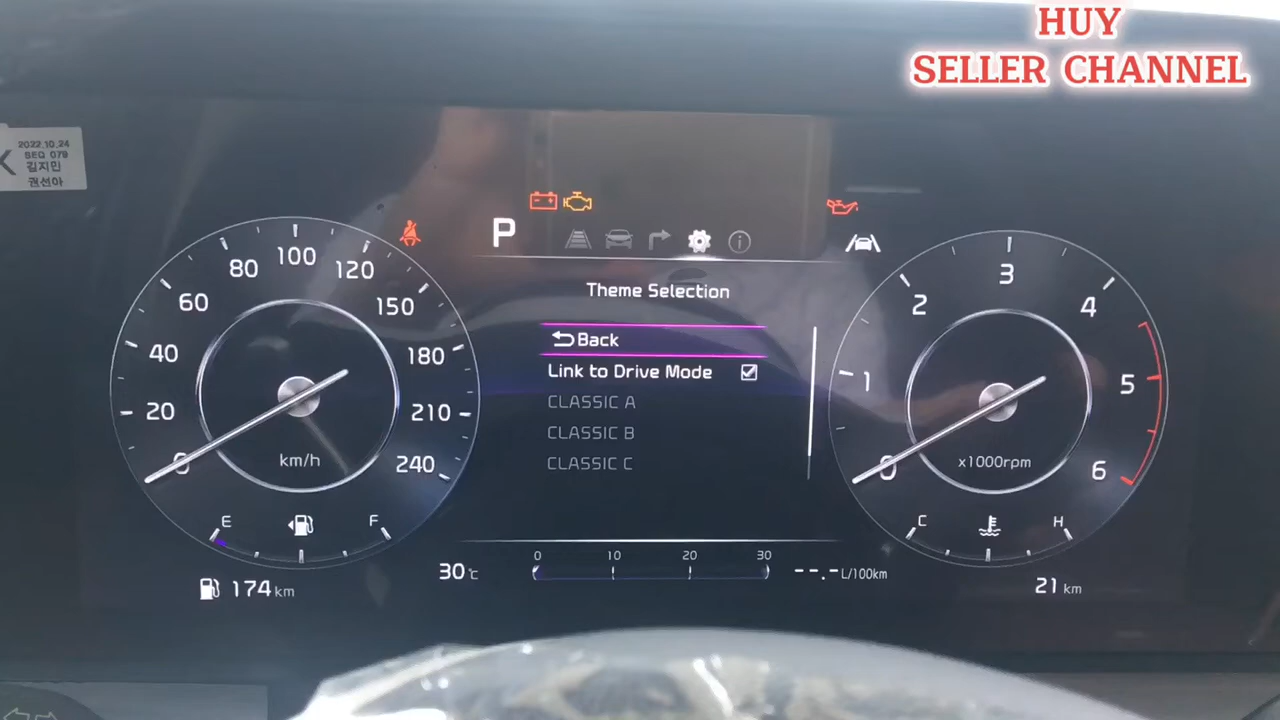 HUY
SELLER CHANNEL
2022.10.24
SEQ 079
김지민
권선아
P
Theme Selection
Back
Link to Drive Mode
CLASSIC A
CLASSIC B
CLASSIC C
0 20 40 60 80 100 120 150 180 210 240
km/h
E F
174 km
30°C
0 10 20 30
--.- L/100km
0 1 2 3 4 5 6
x1000rpm
C H
21 km